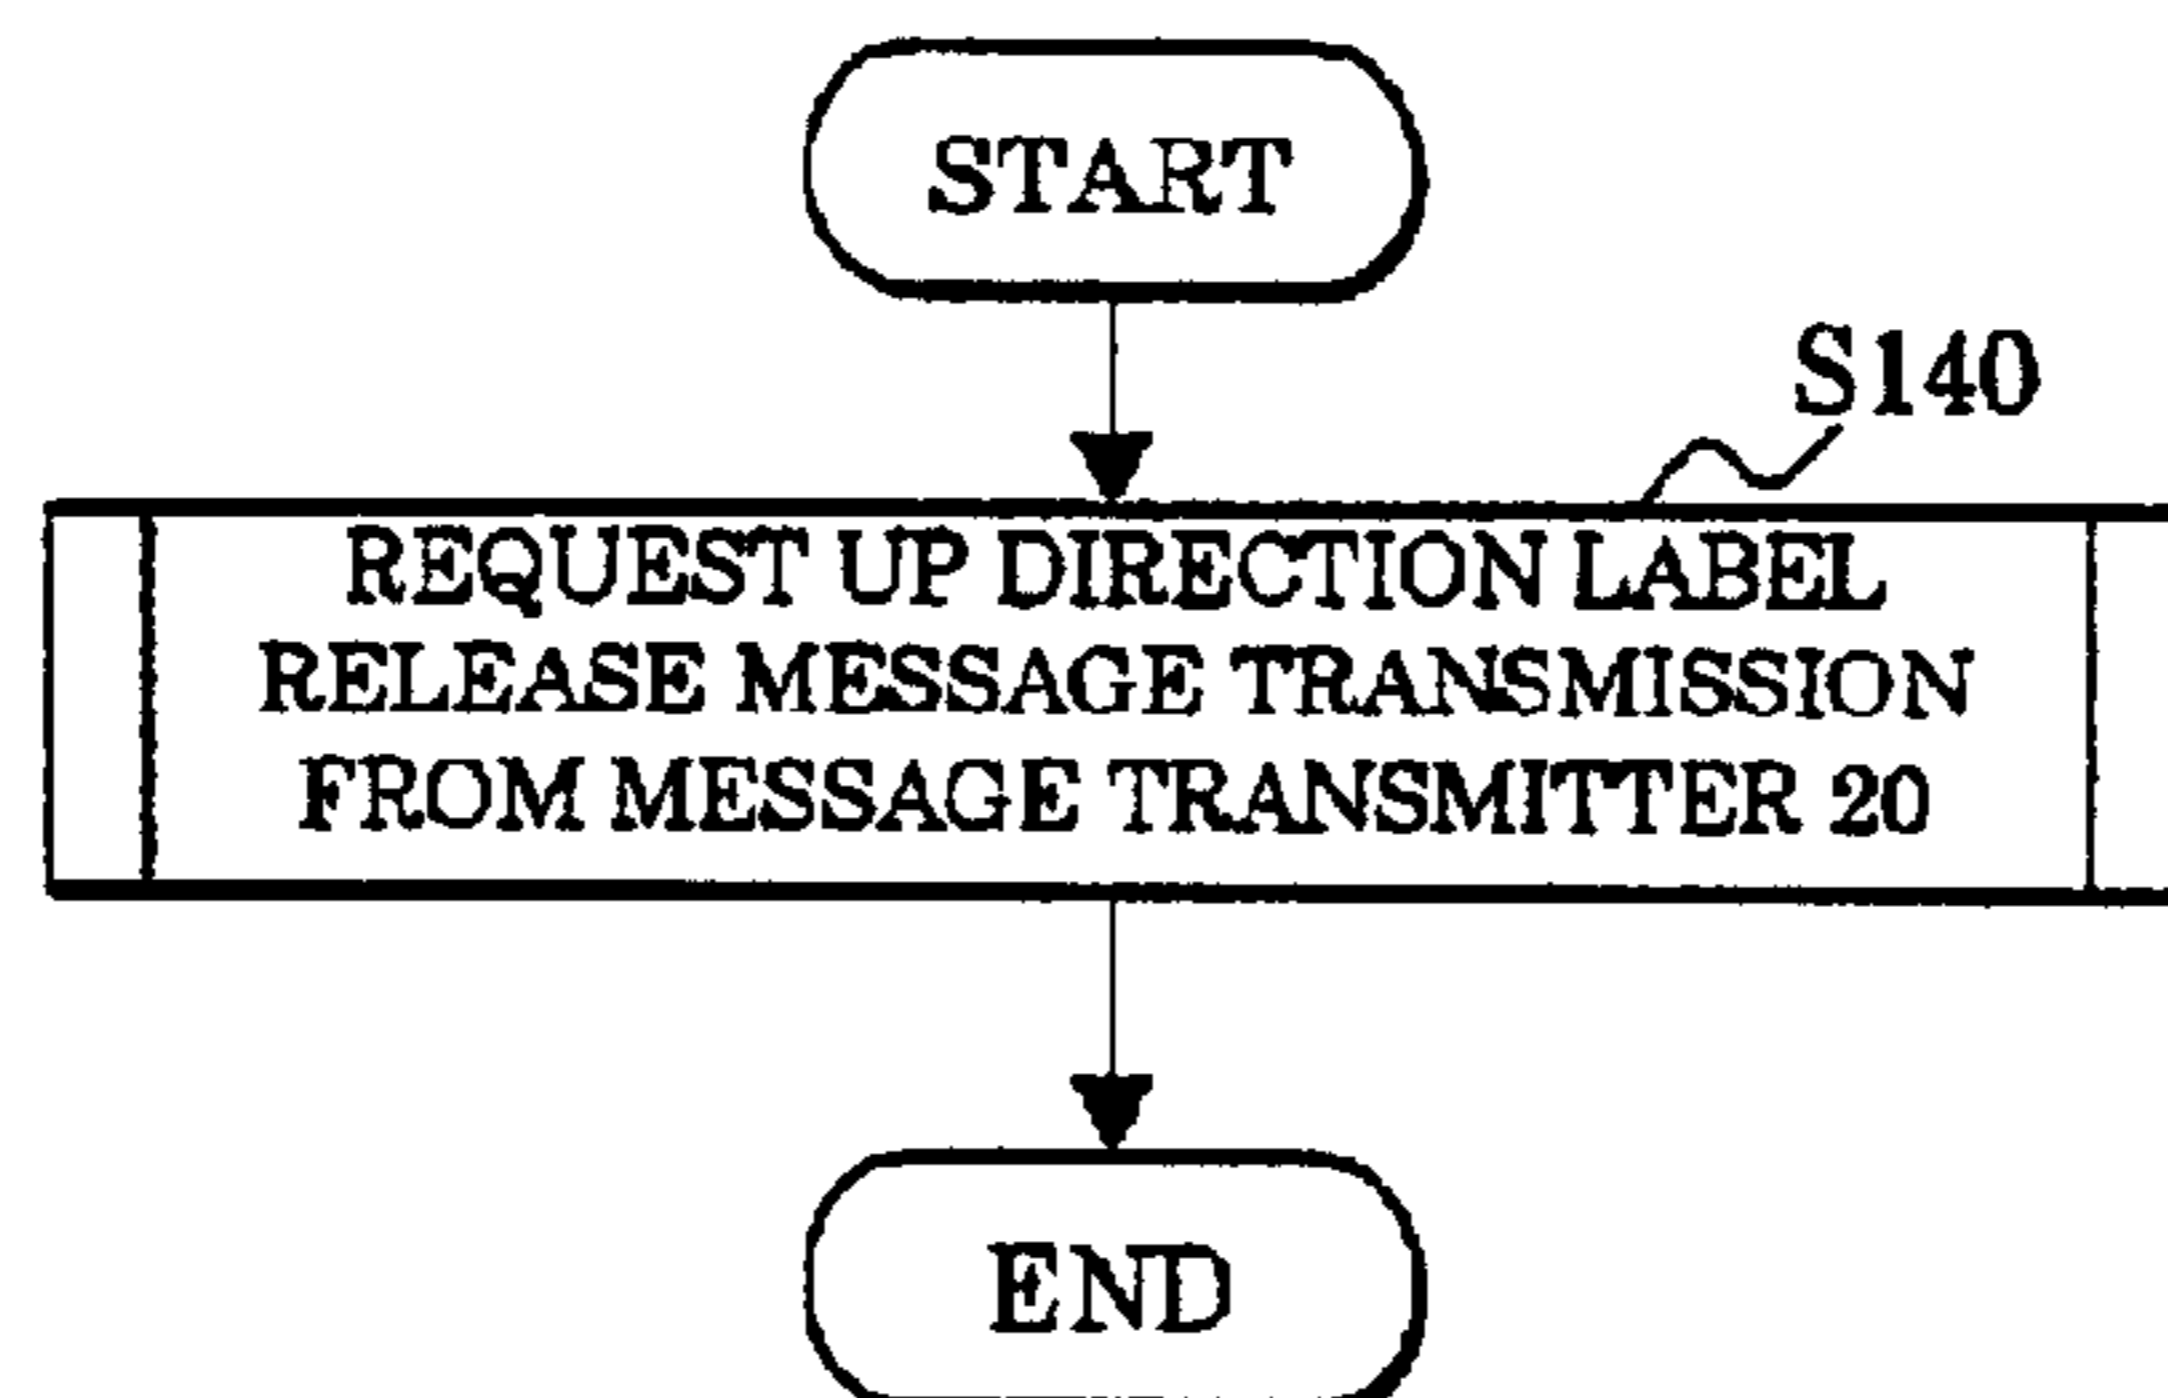 START
S140
REQUEST UP DIRECTION LABEL
RELEASE MESSAGE TRANSMISSION
FROM MESSAGE TRANSMITTER 20
END